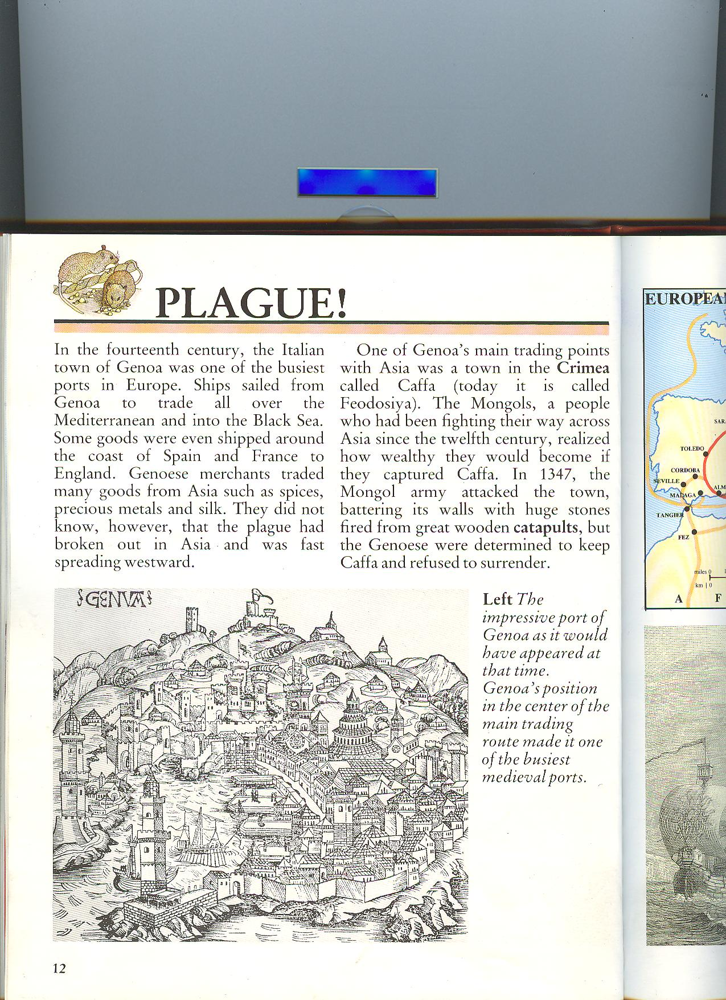 PLAGUE!
In the fourteenth century, the Italian
town of Genoa was one of the busiest
ports in Europe. Ships sailed from
Genoa to trade all over the
Mediterranean and into the Black Sea.
Some goods were even shipped around
the coast of Spain and France to
England. Genoese merchants traded
many goods from Asia such as spices,
precious metals and silk. They did not
know, however, that the plague had
broken out in Asia and was fast
spreading westward.
One of Genoa's main trading points
with Asia was a town in the Crimea
called Caffa (today it is called
Feodosiya). The Mongols, a people
who had been fighting their way across
Asia since the twelfth century, realized
how wealthy they would become if
they captured Caffa. In 1347, the
Mongol army attacked the town,
battering its walls with huge stones
fired from great wooden catapults, but
the Genoese were determined to keep
Caffa and refused to surrender.
GENVA
Left The
impressive port of
Genoa as it would
have appeared at
that time.
Genoa's position
in the center of the
main trading
route made it one
of the busiest
medieval ports.
12
EUROPEA
SAR
TOLEDO
CORDOBA
SEVILLE
ALM
MALAGA
TANGIER
FEZ
miles 0
km 0
A F